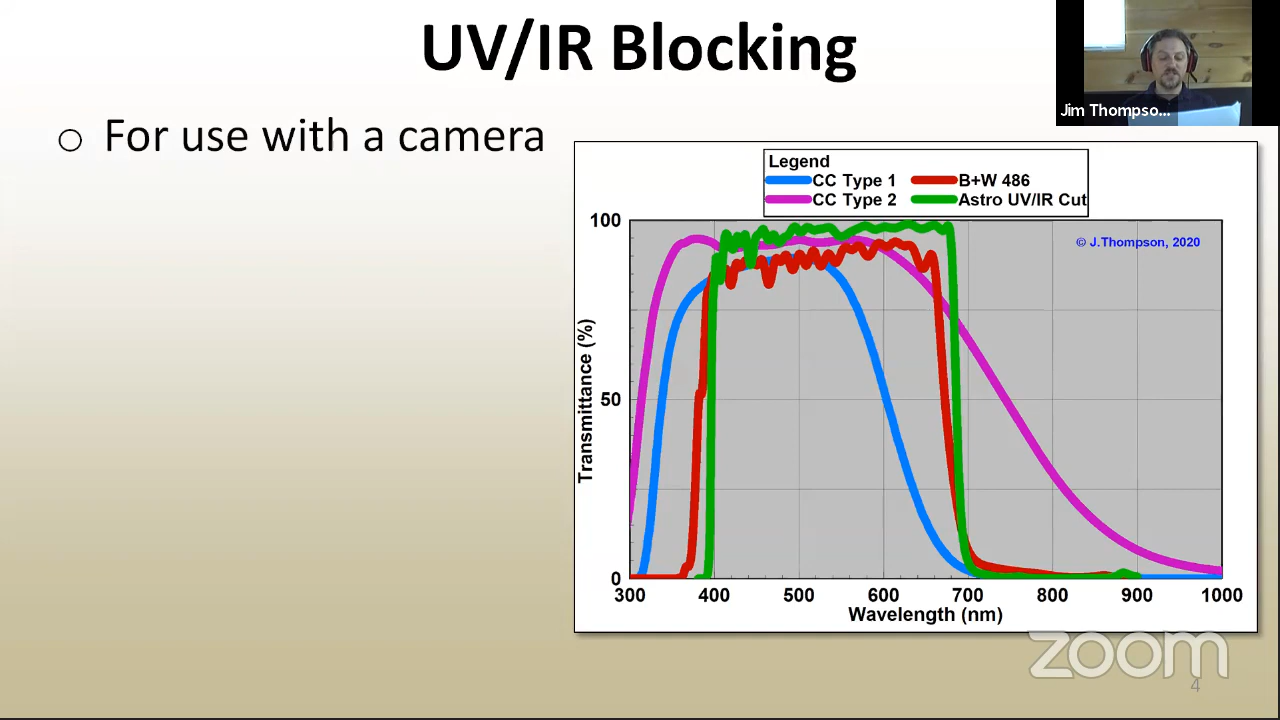 UV/IR Blocking
Jim Thompso...
o For use with a camera
Legend
CC Type 1 B+W 486
CC Type 2 Astro UV/IR Cut
© J.Thompson, 2020
100
50
0
Transmittance (%)
300 400 500 600 700 800 900 1000
Wavelength (nm)
zoom
4